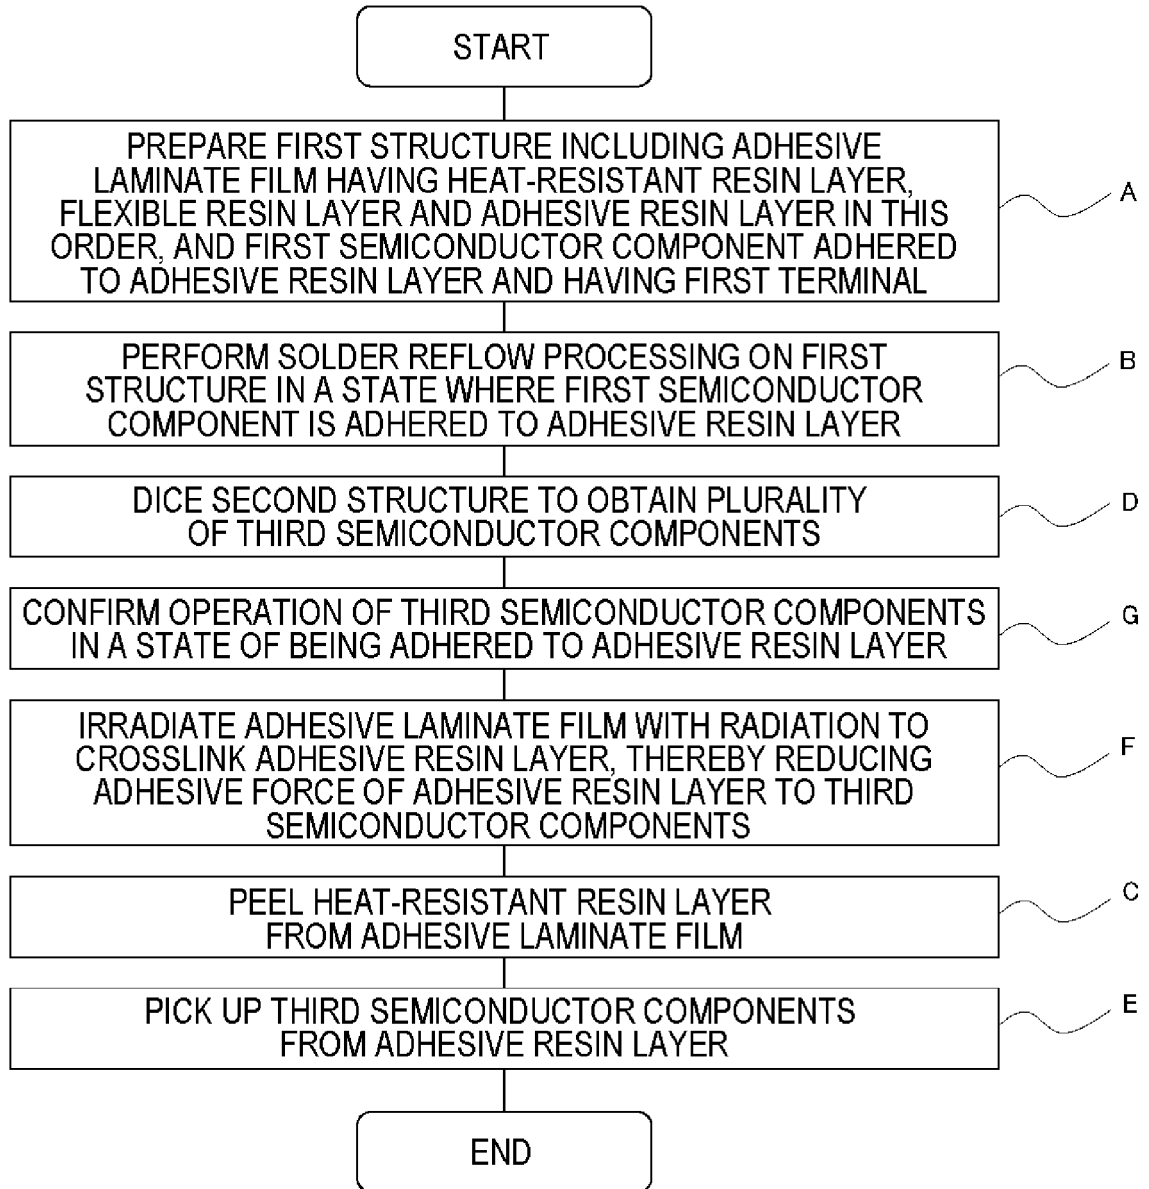 START
PREPARE FIRST STRUCTURE INCLUDING ADHESIVE
LAMINATE FILM HAVING HEAT-RESISTANT RESIN LAYER,
FLEXIBLE RESIN LAYER AND ADHESIVE RESIN LAYER IN THIS
ORDER, AND FIRST SEMICONDUCTOR COMPONENT ADHERED
TO ADHESIVE RESIN LAYER AND HAVING FIRST TERMINAL
A
PERFORM SOLDER REFLOW PROCESSING ON FIRST
STRUCTURE IN A STATE WHERE FIRST SEMICONDUCTOR
COMPONENT IS ADHERED TO ADHESIVE RESIN LAYER
B
DICE SECOND STRUCTURE TO OBTAIN PLURALITY
OF THIRD SEMICONDUCTOR COMPONENTS
D
CONFIRM OPERATION OF THIRD SEMICONDUCTOR COMPONENTS
IN A STATE OF BEING ADHERED TO ADHESIVE RESIN LAYER
G
IRRADIATE ADHESIVE LAMINATE FILM WITH RADIATION TO
CROSSLINK ADHESIVE RESIN LAYER, THEREBY REDUCING
ADHESIVE FORCE OF ADHESIVE RESIN LAYER TO THIRD
SEMICONDUCTOR COMPONENTS
F
PEEL HEAT-RESISTANT RESIN LAYER
FROM ADHESIVE LAMINATE FILM
C
PICK UP THIRD SEMICONDUCTOR COMPONENTS
FROM ADHESIVE RESIN LAYER
E
END